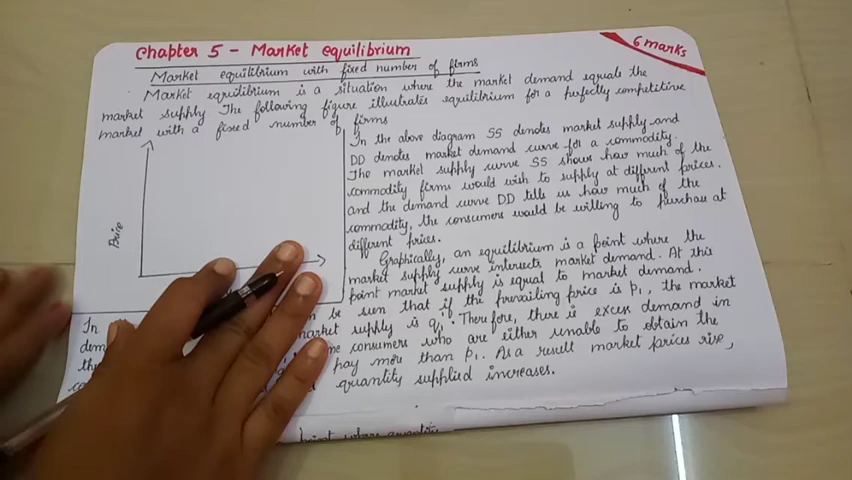 Chapter 5 - Market equilibrium
6 marks
Market equilibrium with fixed number of firms
Market equilibrium is a situation where the market demand equals the
market supply The following figure illustrates equilibrium for a perfectly competitive
market with a fixed number of firms
In the above diagram SS denotes market supply and
DD denotes market demand curve for a commodity.
The market supply curve SS shows how much of the
commodity firms would wish to supply at different prices.
and the demand curve DD tells us how much of the
commodity, the consumers would be willing to purchase at
different prices.
Price
Graphically, an equilibrium is a point where the
market supply curve intersects market demand. At this
point market supply is equal to market demand.
In be seen that if the prevailing price is p1, the market
dem market supply is q1'. Therefore, there is excess demand in
the consumers who are either unable to obtain the
pay more than p1. As a result market prices rise,
quantity supplied increases.
point where